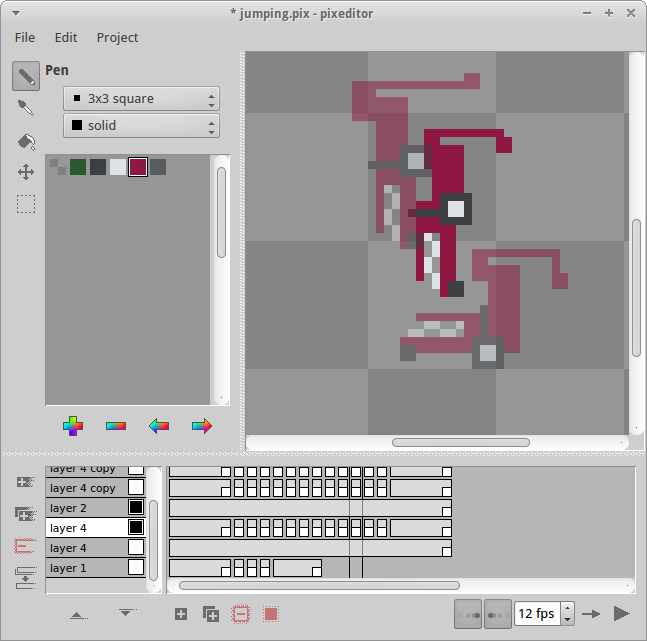 * jumping.pix - pixeditor
File Edit Project
Pen
3x3 square
solid
layer 4 copy
layer 4 copy
layer 2
layer 4
layer 4
layer 1
12 fps